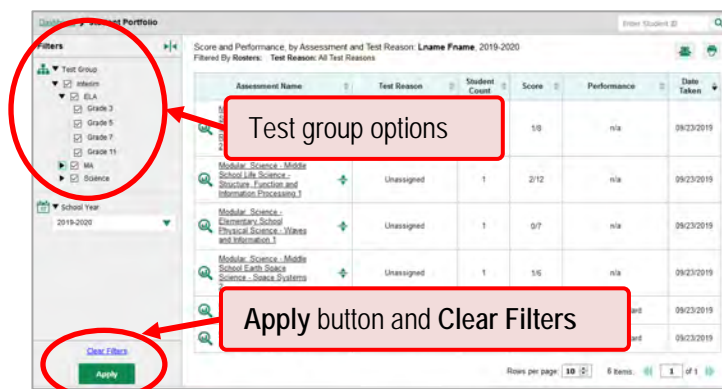 Dashboard Student Portfolio
Enter Student ID
Filters
Test Group
Interim
ELA
Grade 3
Grade 5
Grade 7
Grade 11
MA
Science
School Year
2019-2020
Clear Filters
Apply
Score and Performance, by Assessment and Test Reason: Lname Fname, 2019-2020
Filtered By Rosters: Test Reason: All Test Reasons
Assessment Name Test Reason Student Count Score Performance Date Taken
1/8 n/a 09/23/2019
Modular, Science - Middle
School Life Science -
Structure, Function and
Information Processing 1
Unassigned 1 2/12 n/a 09/23/2019
Modular, Science -
Elementary School
Physical Science - Waves
and Information 1
Unassigned 1 0/7 n/a 09/23/2019
Modular, Science - Middle
School Earth Space
Science - Space Systems
Unassigned 1 1/6 n/a 09/23/2019
09/23/2019
09/23/2019
Rows per page: 10 6 items. 1 of 1
Test group options
Apply button and Clear Filters